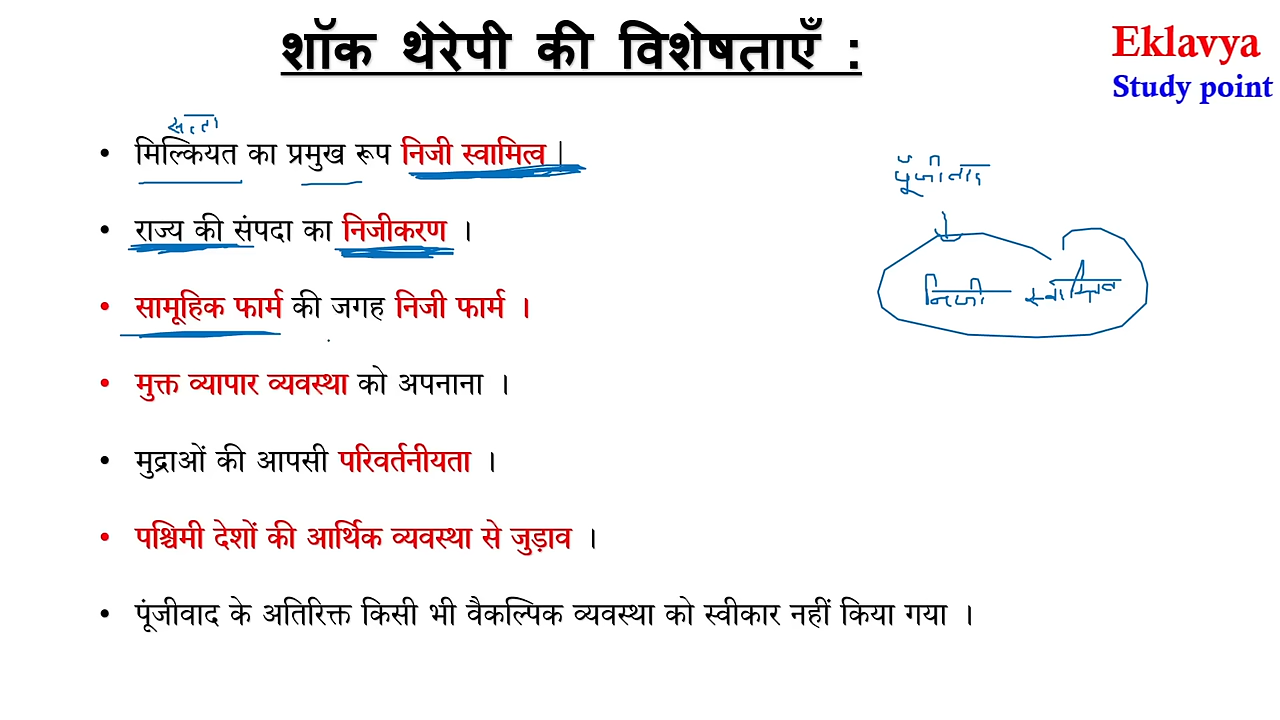 शॉक थेरेपी की विशेषताएँ :
Eklavya
Study point
सत्ता
• मिल्कियत का प्रमुख रूप निजी स्वामित्व |
पूंजीवाद
• राज्य की संपदा का निजीकरण ।
निजी स्वामित्व
• सामूहिक फार्म की जगह निजी फार्म ।
• मुक्त व्यापार व्यवस्था को अपनाना ।
• मुद्राओं की आपसी परिवर्तनीयता ।
• पश्चिमी देशों की आर्थिक व्यवस्था से जुड़ाव ।
• पूंजीवाद के अतिरिक्त किसी भी वैकल्पिक व्यवस्था को स्वीकार नहीं किया गया ।